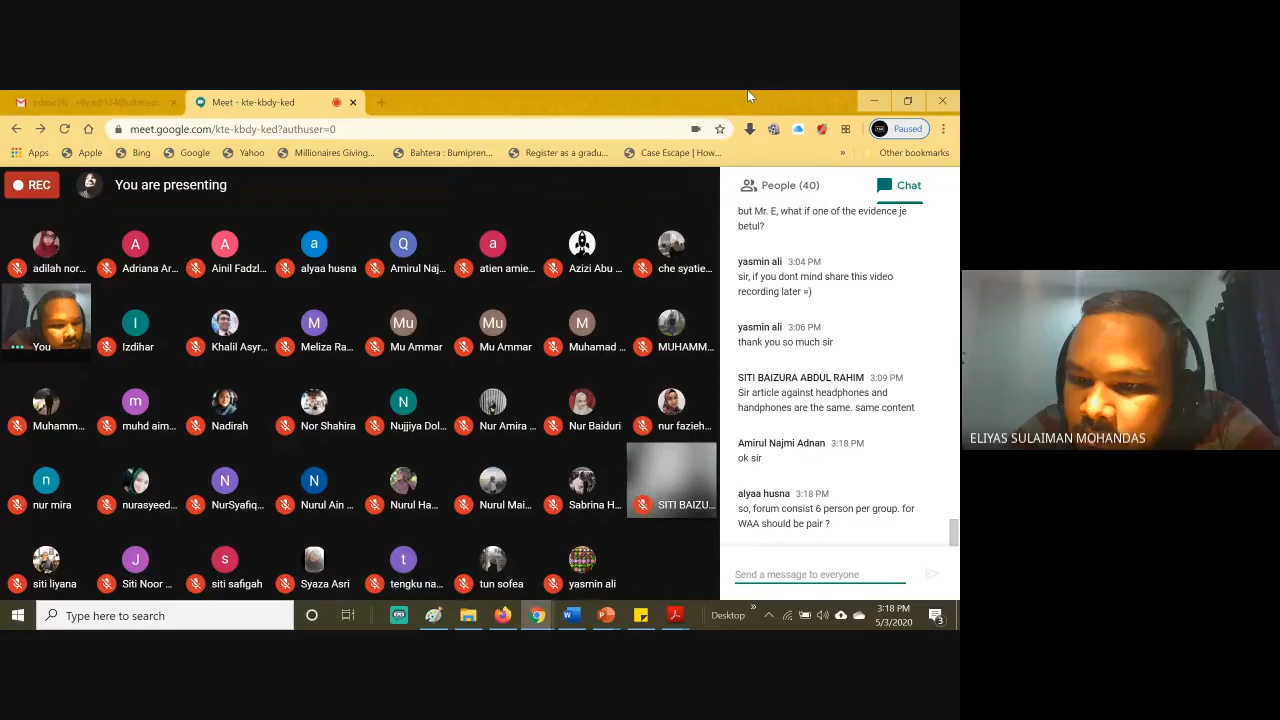 Inbox (4) - eliyas9154@uitm.edu
Meet - kte-kbdy-ked
meet.google.com/kte-kbdy-ked?authuser=0
Paused
Apps
Apple
Bing
Google
Yahoo
Millionaires Giving...
Bahtera : Bumipren...
Register as a gradu...
Case Escape | How...
»
Other bookmarks
REC
You are presenting
People (40)
Chat
adilah nor...
A
Adriana Ar...
A
Ainil Fadzl...
a
alyaa husna
Q
Amirul Naj...
a
atien amie...
Azizi Abu ...
che syatie...
You
I
Izdihar
Khalil Asyr...
M
Meliza Ra...
Mu
Mu Ammar
Mu
Mu Ammar
M
Muhamad ...
MUHAMM...
Muhamm...
m
muhd aim...
Nadirah
Nor Shahira
N
Nujjiya Dol...
Nur Amira ...
Nur Baiduri
nur fazieh...
n
nur mira
nurasyeed...
N
NurSyafiq...
N
Nurul Ain ...
Nurul Ha...
Nurul Mai...
Sabrina H...
SITI BAIZU...
siti liyana
J
Siti Noor ...
s
siti safigah
Syaza Asri
t
tengku na...
tun sofea
yasmin ali
but Mr. E, what if one of the evidence je
betul?
yasmin ali 3:04 PM
sir, if you dont mind share this video
recording later =)
yasmin ali 3:06 PM
thank you so much sir
SITI BAIZURA ABDUL RAHIM 3:09 PM
Sir article against headphones and
handphones are the same. same content
Amirul Najmi Adnan 3:18 PM
ok sir
alyaa husna 3:18 PM
so, forum consist 6 person per group. for
WAA should be pair ?
Send a message to everyone
ELIYAS SULAIMAN MOHANDAS
Type here to search
Desktop
»
3:18 PM
5/3/2020
3